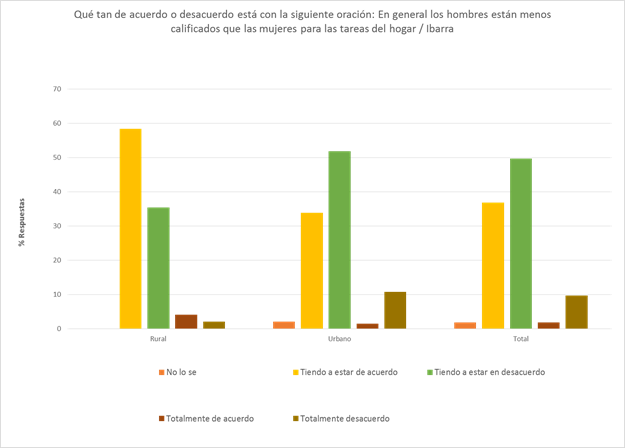 Qué tan de acuerdo o desacuerdo está con la siguiente oración: En general los hombres están menos
calificados que las mujeres para las tareas del hogar / Ibarra
70
60
50
40
30
20
10
0
% Respuestas
Rural
Urbano
Total
No lo se
Tiendo a estar de acuerdo
Tiendo a estar en desacuerdo
Totalmente de acuerdo
Totalmente desacuerdo